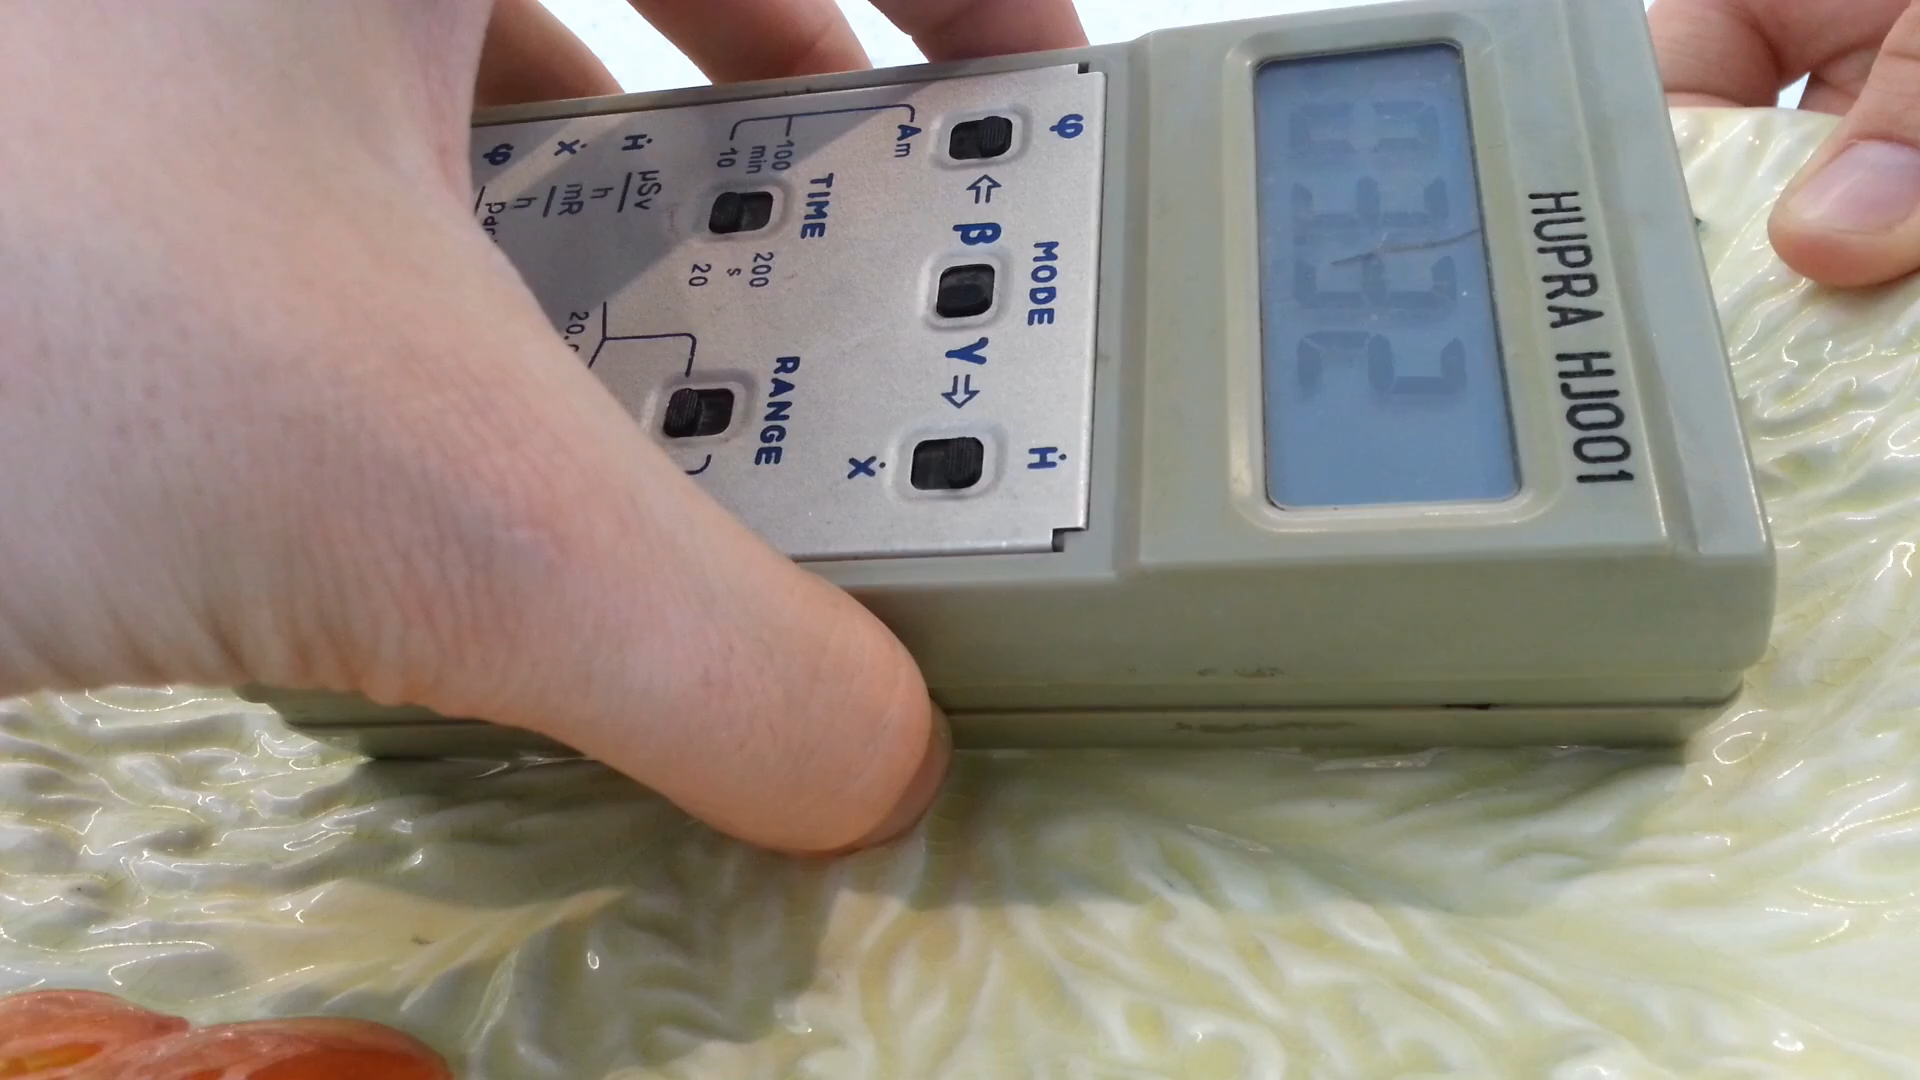 HUPRA HJ001
φ MODE Ḣ
⇐ β γ ⇒
Ẋ
Am
TIME RANGE
100 200
min s
10 20
Ḣ µSv
h
Ẋ mR
h
φ